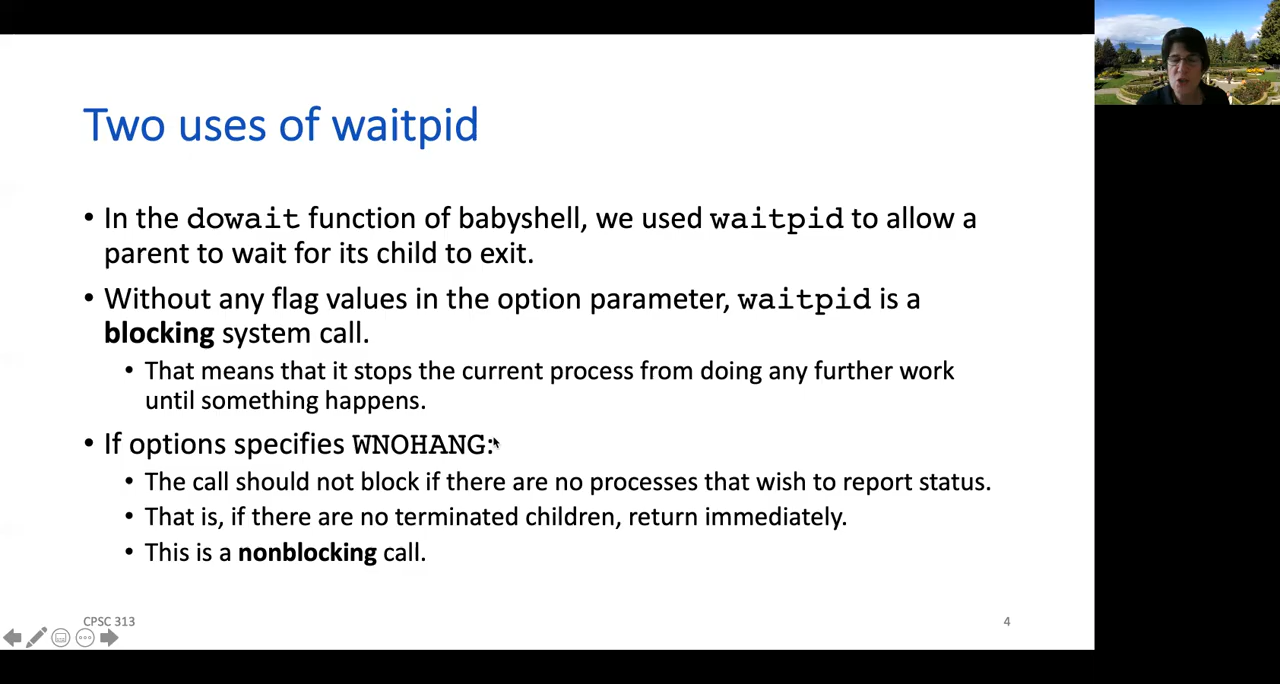 Two uses of waitpid
• In the dowait function of babyshell, we used waitpid to allow a
parent to wait for its child to exit.
• Without any flag values in the option parameter, waitpid is a
blocking system call.
• That means that it stops the current process from doing any further work
until something happens.
• If options specifies WNOHANG:
• The call should not block if there are no processes that wish to report status.
• That is, if there are no terminated children, return immediately.
• This is a nonblocking call.
CPSC 313
4